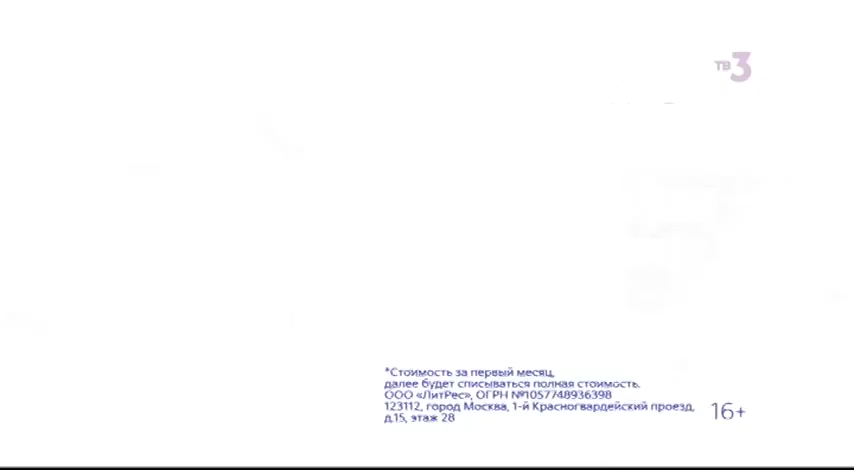 ТВ3
*Стоимость за первый месяц,
далее будет списываться полная стоимость.
ООО «ЛитРес», ОГРН №1057748936398
123112, город Москва, 1-й Красногвардейский проезд,
д.15, этаж 28
16+